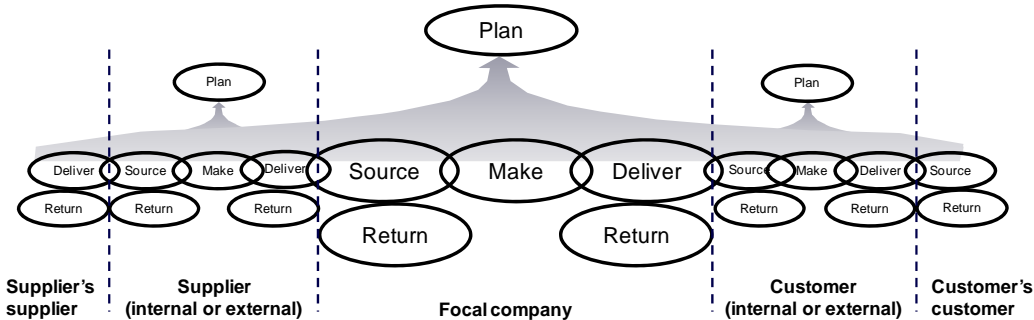 Plan
Plan
Plan
Deliver
Source
Make
Deliver
Source
Make
Deliver
Source
Make
Deliver
Source
Return
Return
Return
Return
Return
Return
Return
Return
Supplier’s
supplier
Supplier
(internal or external)
Focal company
Customer
(internal or external)
Customer’s
customer